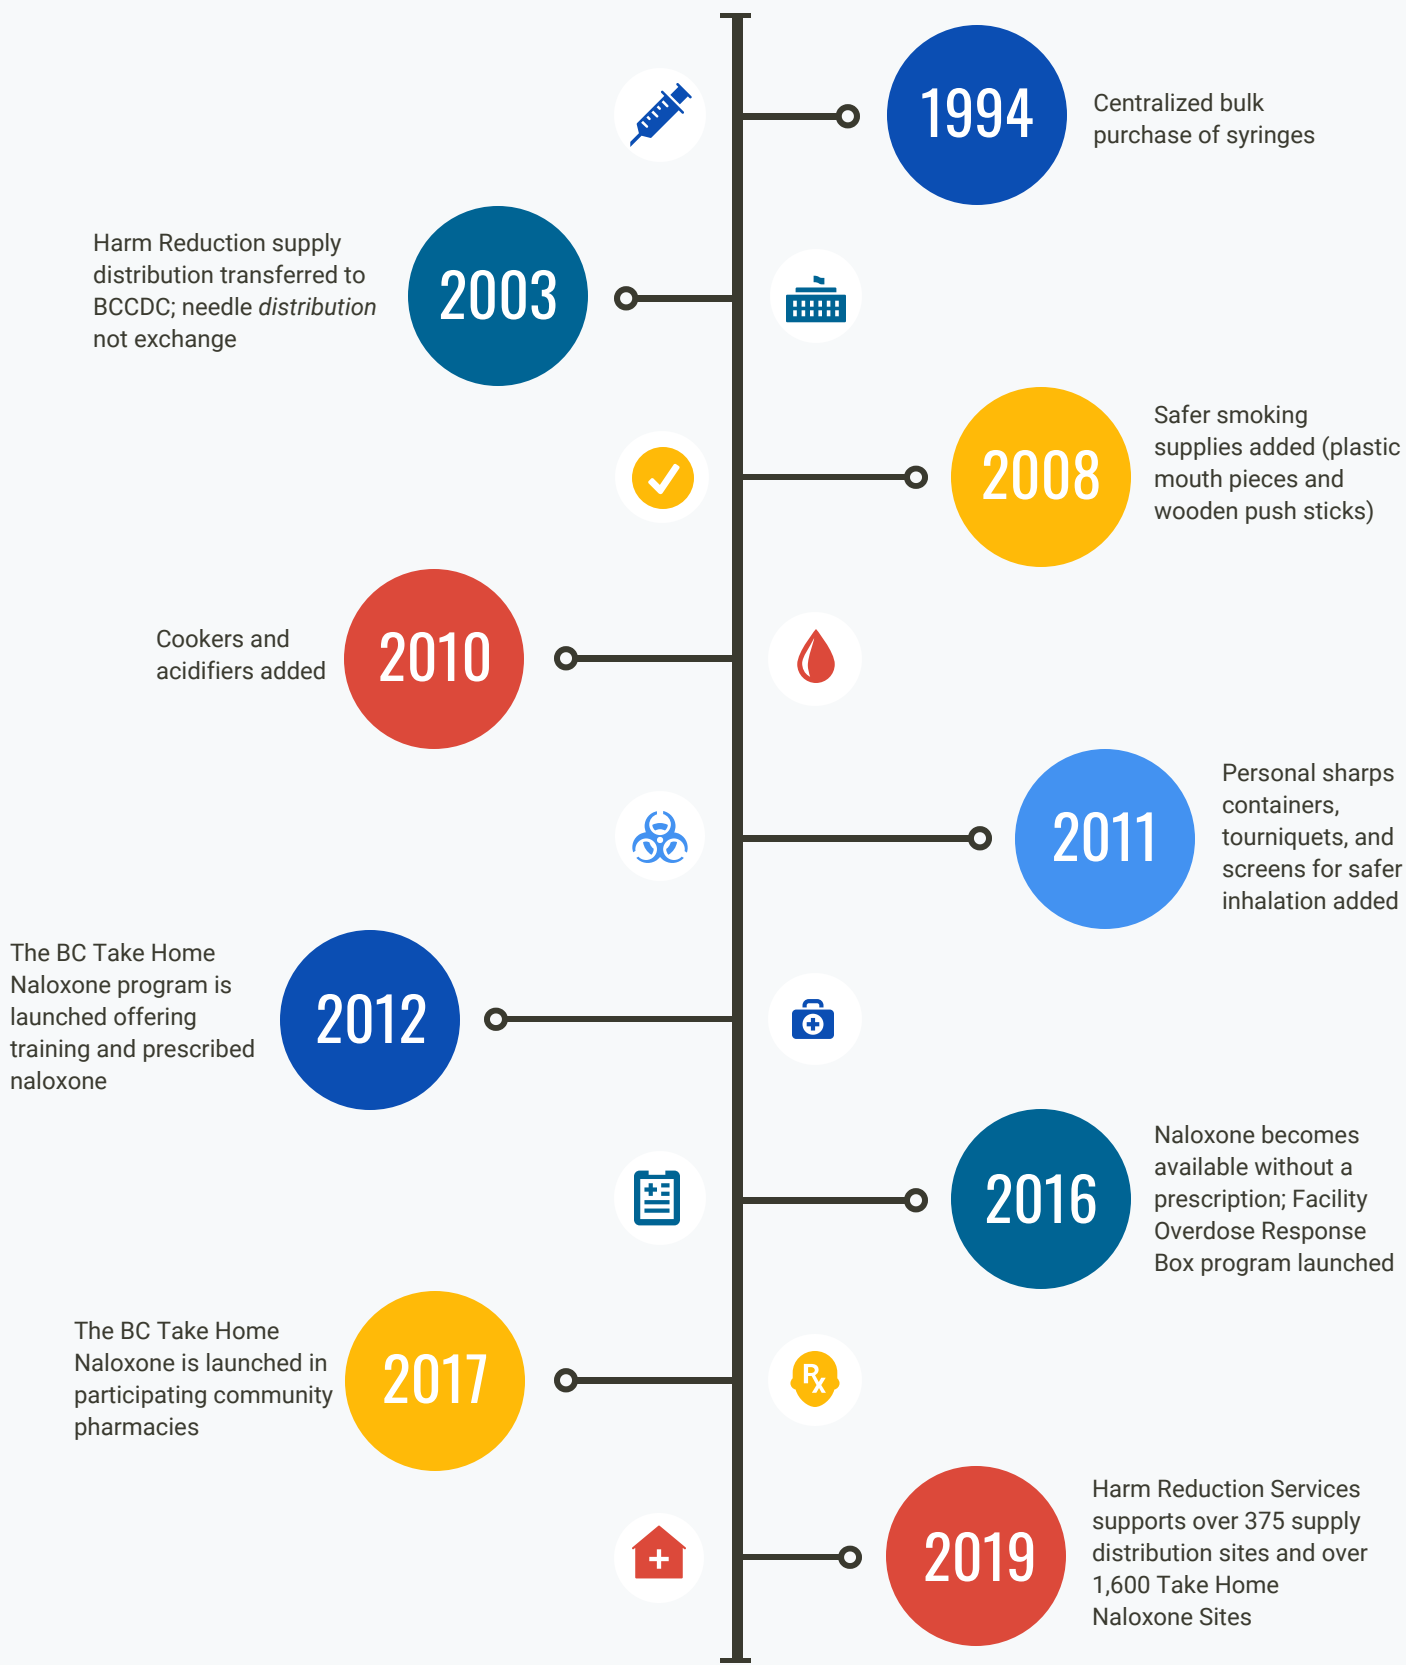 1994
Centralized bulk
purchase of syringes
Harm Reduction supply
distribution transferred to
BCCDC; needle distribution
not exchange
2003
2008
Safer smoking
supplies added (plastic
mouth pieces and
wooden push sticks)
Cookers and
acidifiers added
2010
2011
Personal sharps
containers,
tourniquets, and
screens for safer
inhalation added
The BC Take Home
Naloxone program is
launched offering
training and prescribed
naloxone
2012
2016
Naloxone becomes
available without a
prescription; Facility
Overdose Response
Box program launched
The BC Take Home
Naloxone is launched in
participating community
pharmacies
2017
Rx
2019
Harm Reduction Services
supports over 375 supply
distribution sites and over
1,600 Take Home
Naloxone Sites